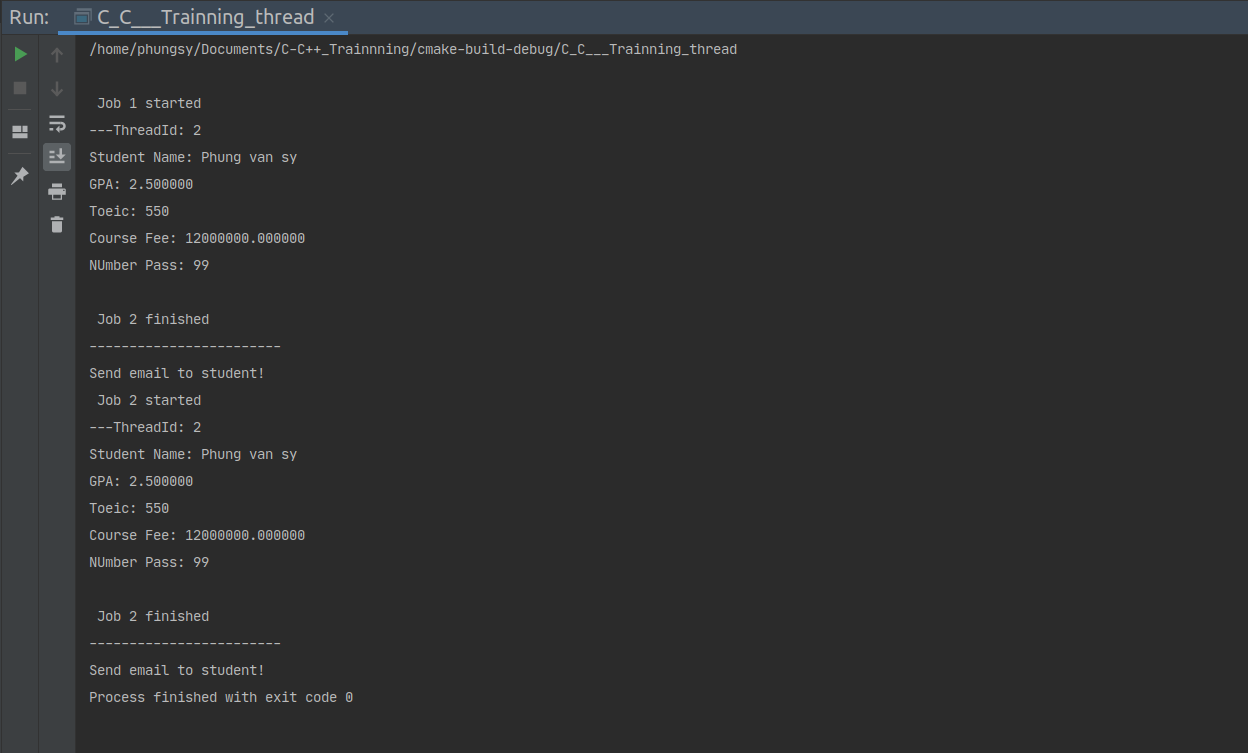 Run: C_C___Trainning_thread
/home/phungsy/Documents/C-C++_Trainnning/cmake-build-debug/C_C___Trainning_thread
Job 1 started
---ThreadId: 2
Student Name: Phung van sy
GPA: 2.500000
Toeic: 550
Course Fee: 12000000.000000
NUmber Pass: 99
Job 2 finished
------------------------
Send email to student!
Job 2 started
---ThreadId: 2
Student Name: Phung van sy
GPA: 2.500000
Toeic: 550
Course Fee: 12000000.000000
NUmber Pass: 99
Job 2 finished
------------------------
Send email to student!
Process finished with exit code 0